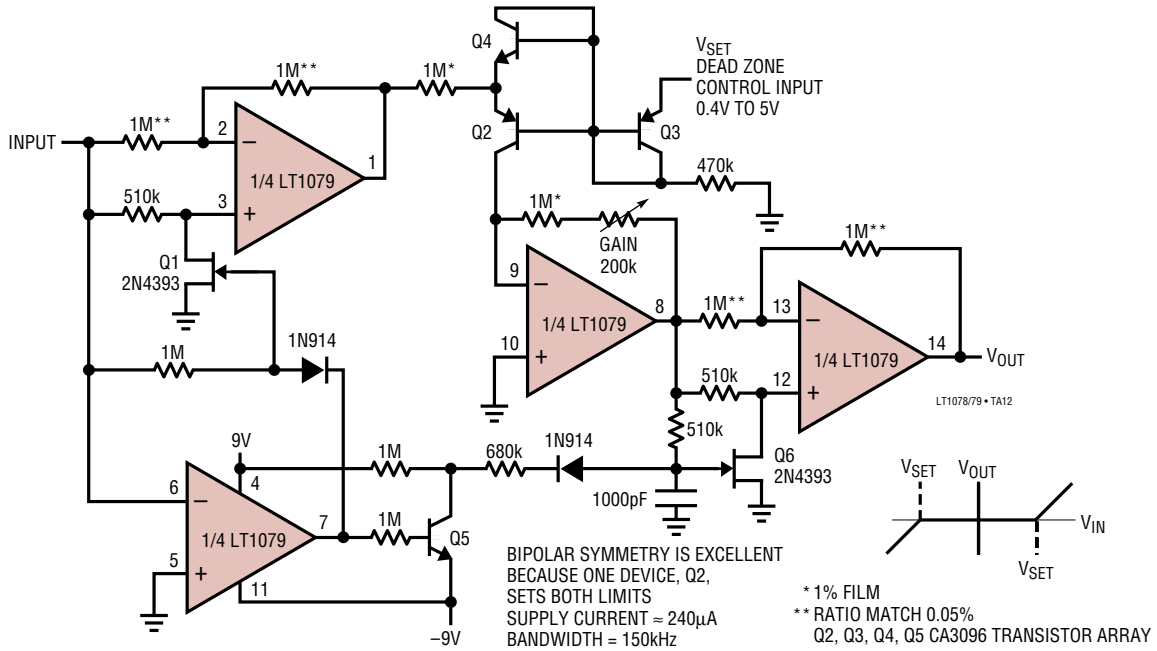 Q4
V_SET
DEAD ZONE
CONTROL INPUT
0.4V TO 5V
1M**
1M*
Q2
Q3
INPUT
1M**
2
−
1
1/4 LT1079
470k
510k
3
+
1M*
GAIN
200k
1M**
Q1
2N4393
9
−
8
1M**
13
−
1/4 LT1079
10
+
14
V_OUT
1/4 LT1079
1M
1N914
510k
12
+
LT1078/79 • TA12
510k
9V
4
1M
680k
1N914
Q6
2N4393
6
−
7
1M
1000pF
1/4 LT1079
Q5
5
+
11
−9V
V_SET
V_OUT
V_IN
V_SET
BIPOLAR SYMMETRY IS EXCELLENT
BECAUSE ONE DEVICE, Q2,
SETS BOTH LIMITS
SUPPLY CURRENT ≈ 240µA
BANDWIDTH = 150kHz
* 1% FILM
** RATIO MATCH 0.05%
Q2, Q3, Q4, Q5 CA3096 TRANSISTOR ARRAY